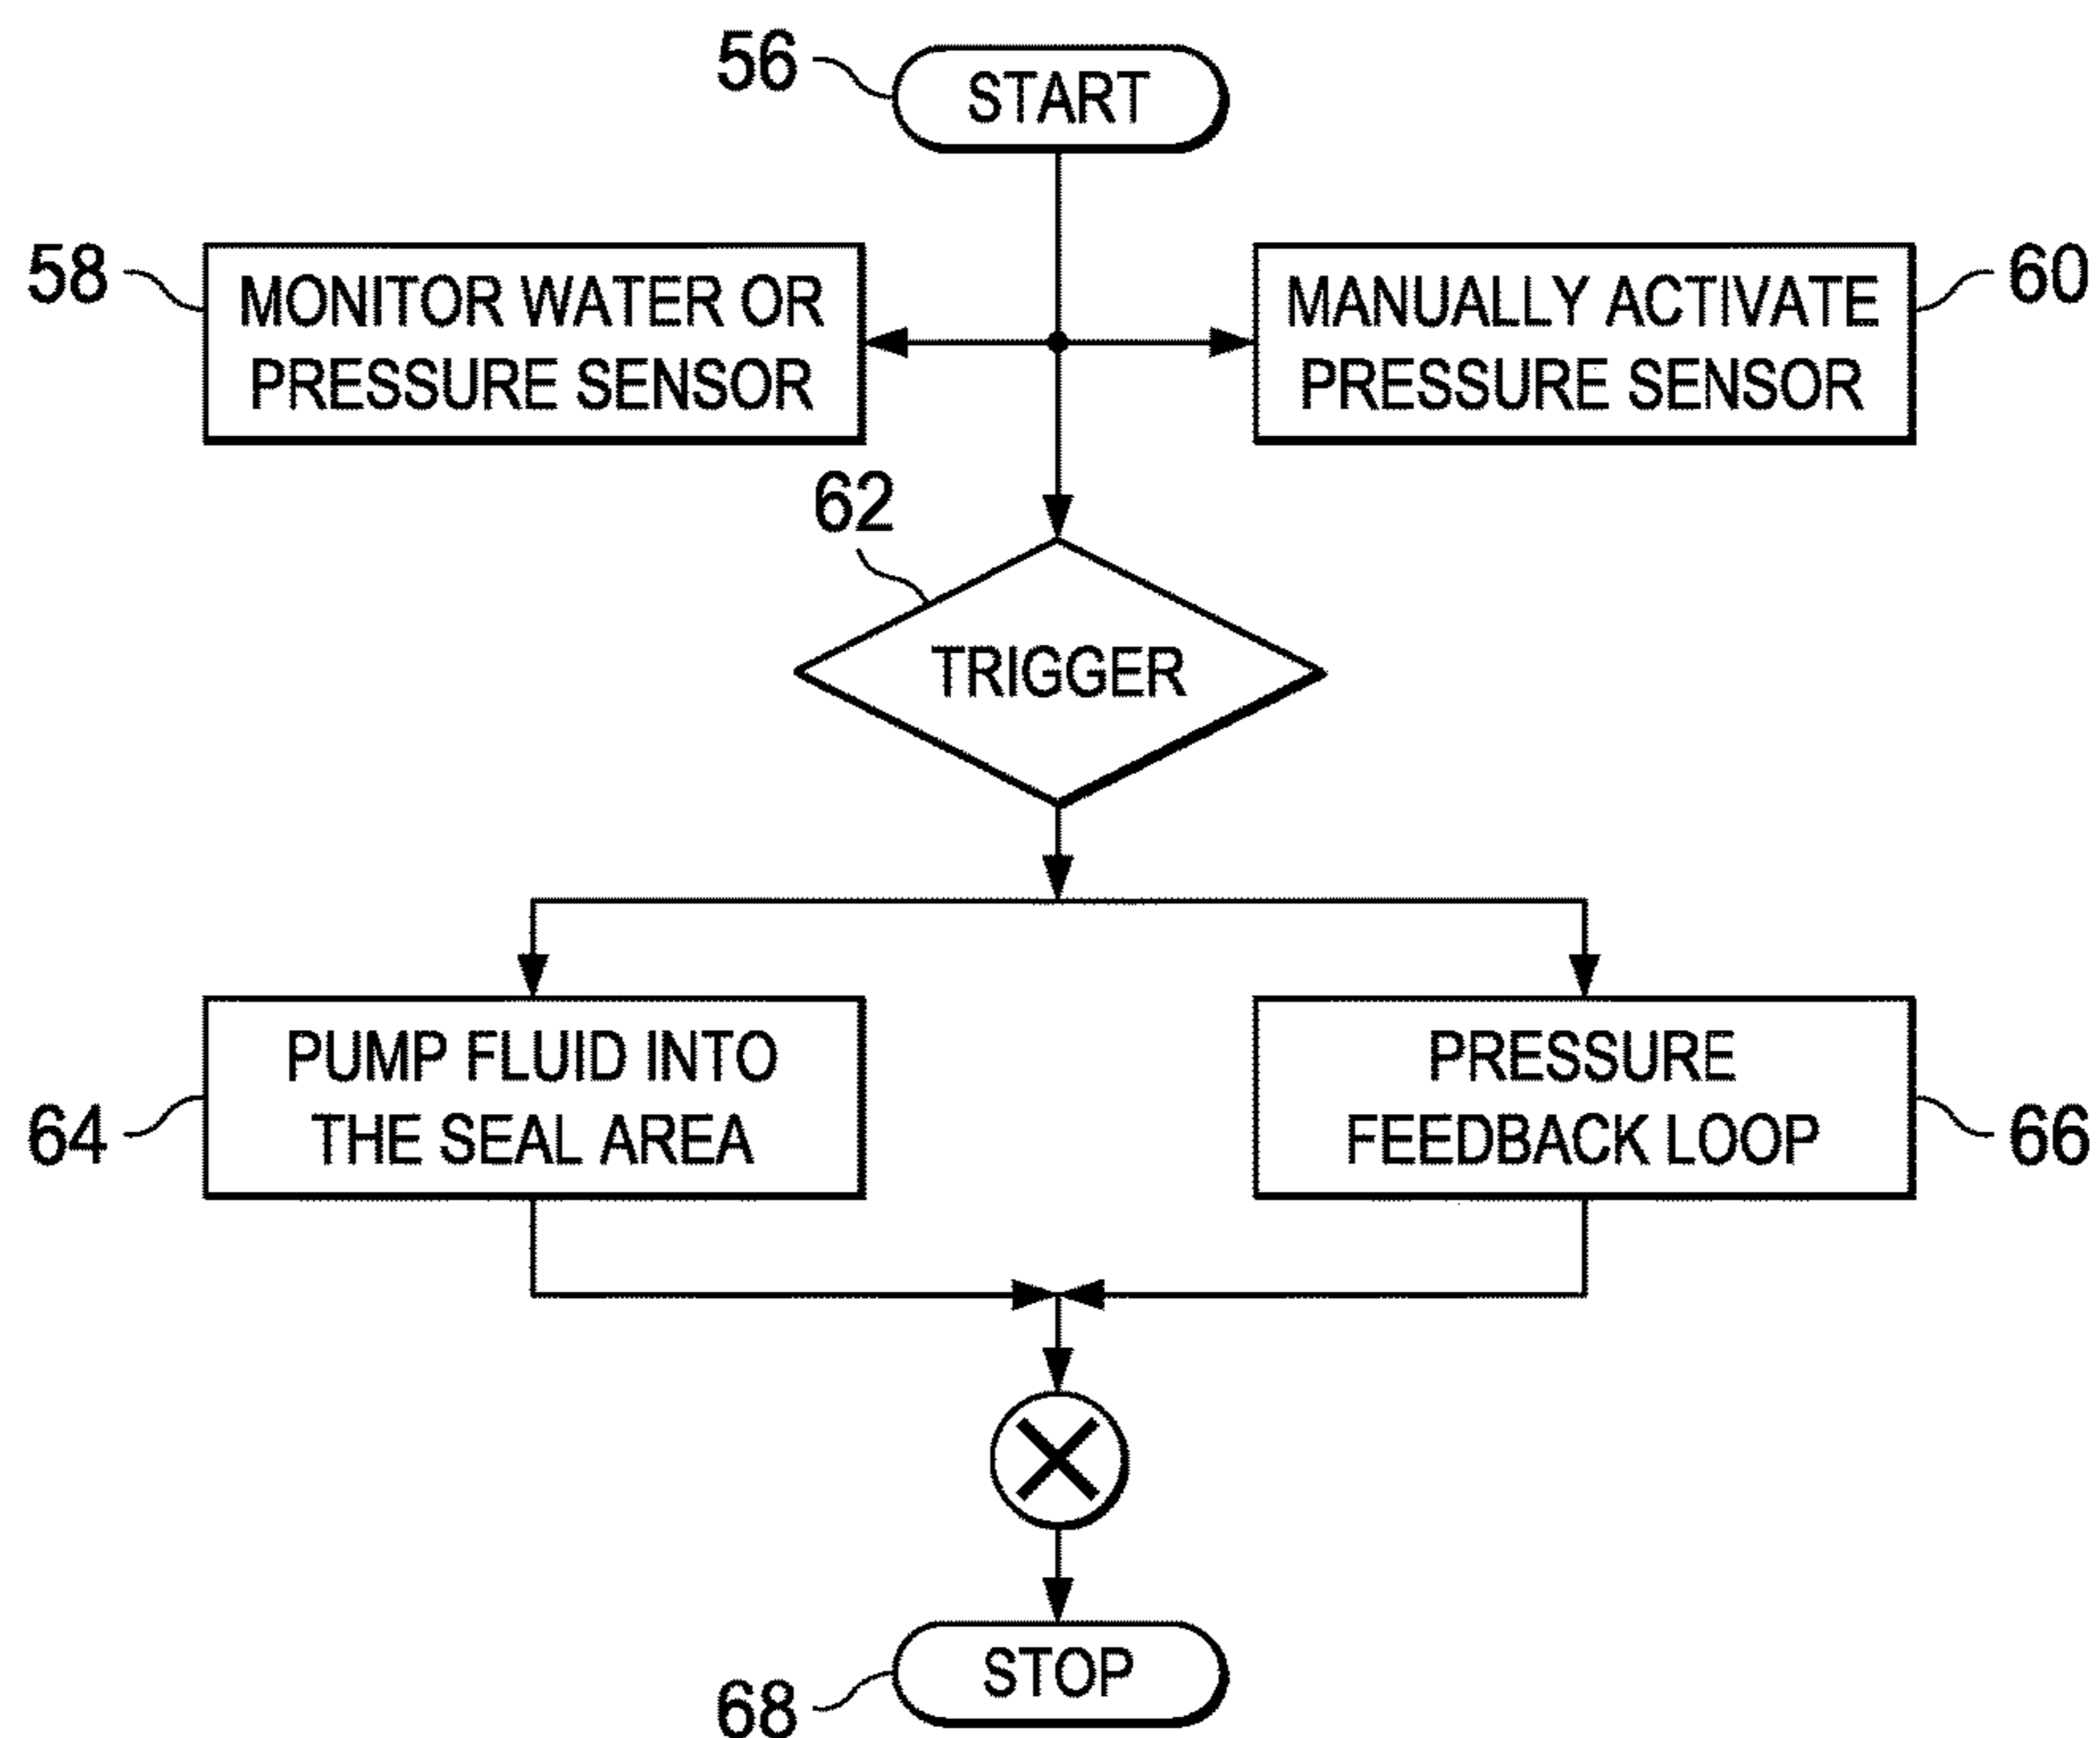 56
START
58
MONITOR WATER OR
PRESSURE SENSOR
MANUALLY ACTIVATE
PRESSURE SENSOR
60
62
TRIGGER
64
PUMP FLUID INTO
THE SEAL AREA
PRESSURE
FEEDBACK LOOP
66
68
STOP